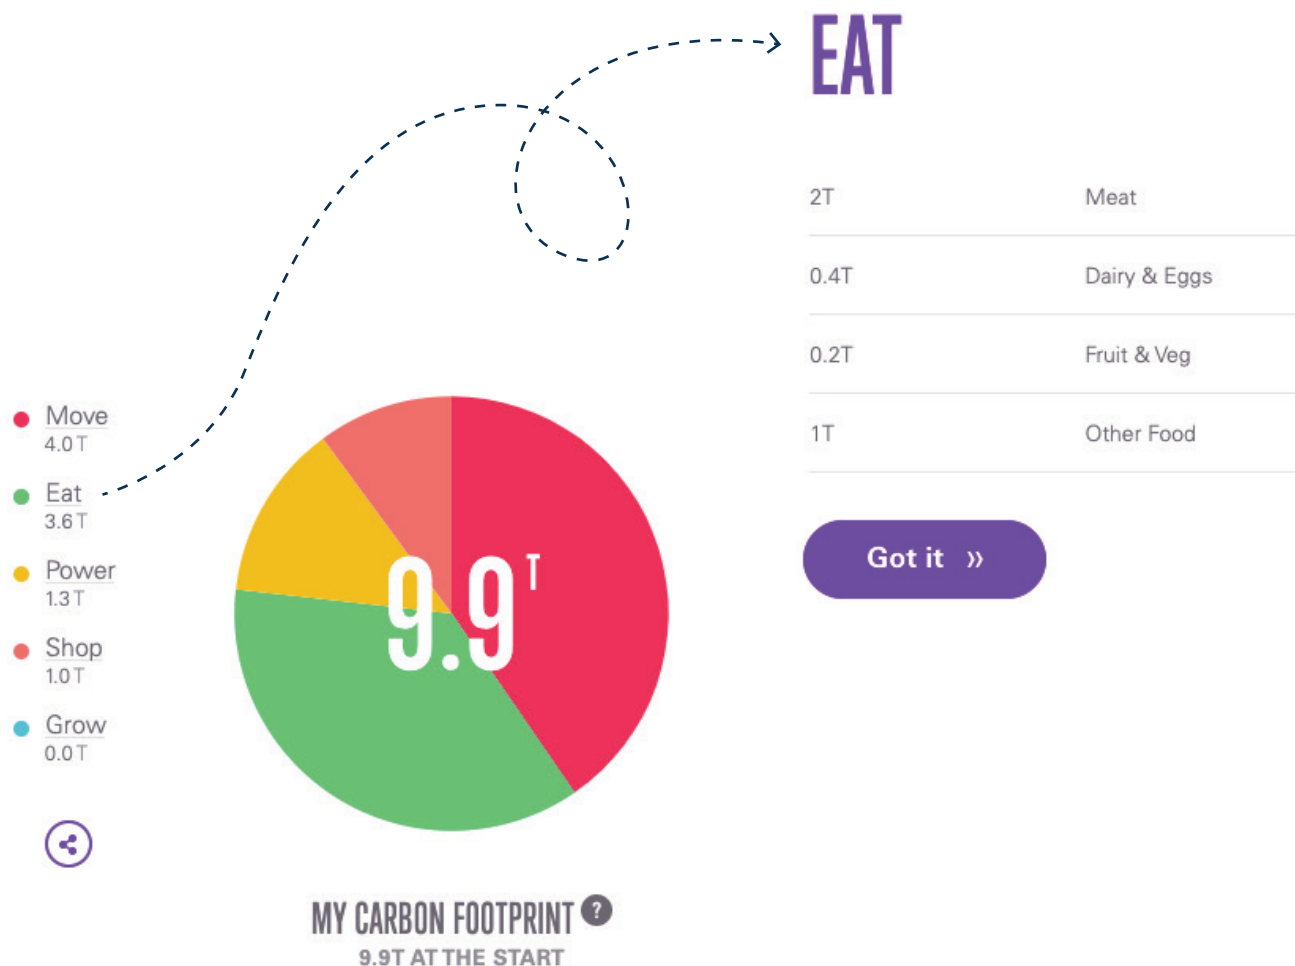 Move
4.0 T
Eat
3.6 T
Power
1.3 T
Shop
1.0 T
Grow
0.0 T
9.9 T
MY CARBON FOOTPRINT ?
9.9T AT THE START
EAT
2T Meat
0.4T Dairy & Eggs
0.2T Fruit & Veg
1T Other Food
Got it »